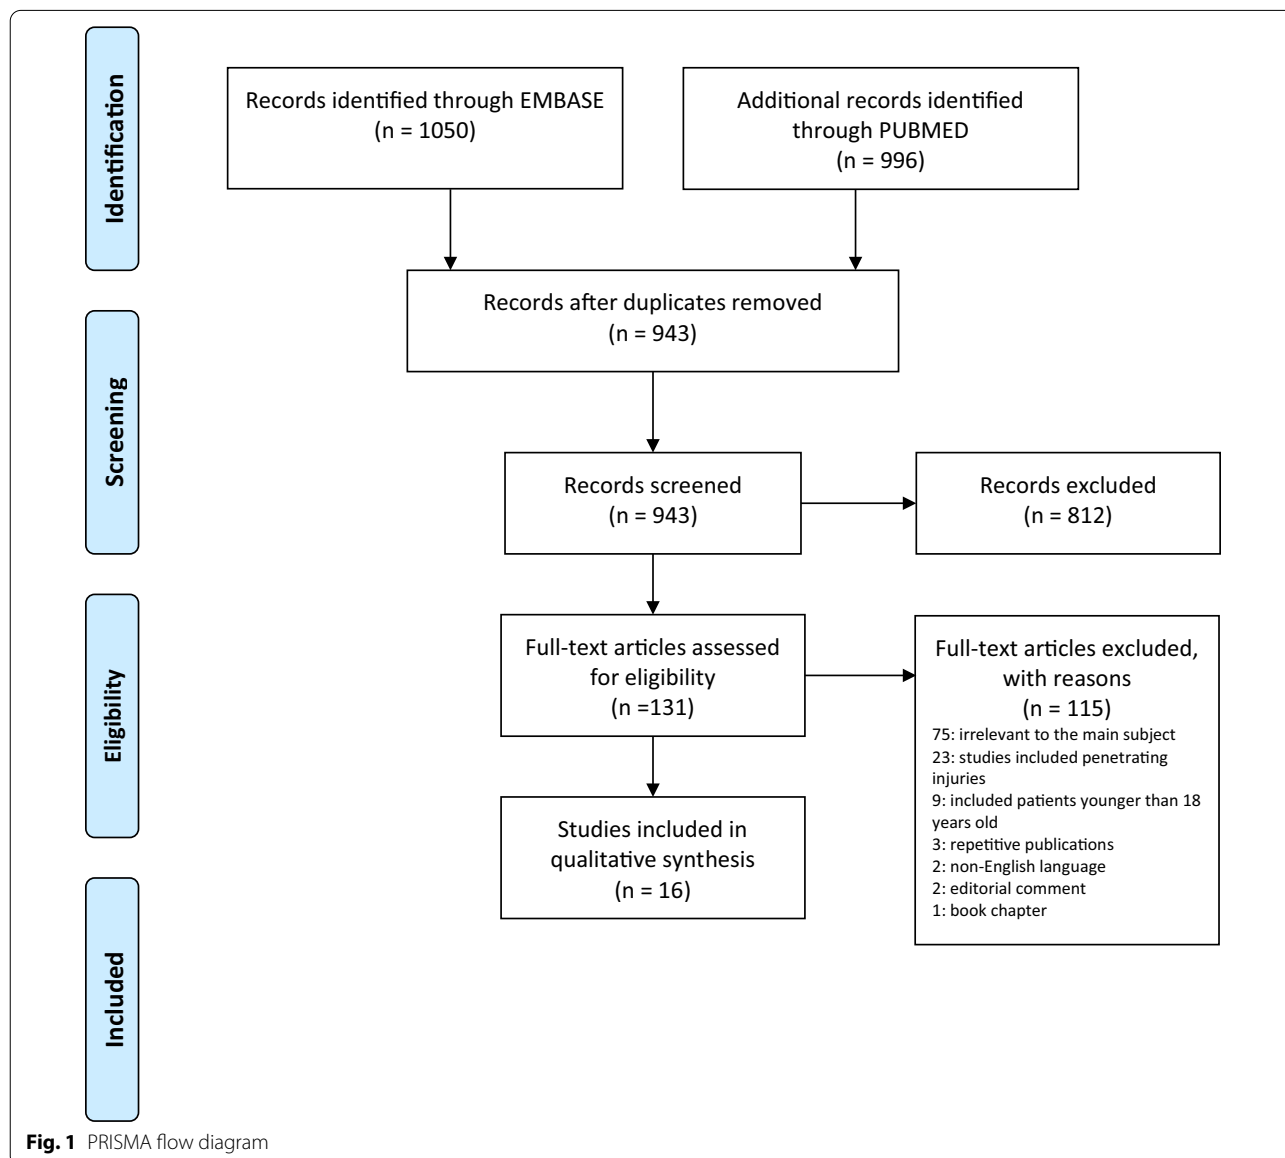 Identification
Records identified through EMBASE
(n = 1050)
Additional records identified
through PUBMED
(n = 996)
Records after duplicates removed
(n = 943)
Screening
Records screened
(n = 943)
Records excluded
(n = 812)
Eligibility
Full-text articles assessed
for eligibility
(n =131)
Full-text articles excluded,
with reasons
(n = 115)
75: irrelevant to the main subject
23: studies included penetrating
injuries
9: included patients younger than 18
years old
3: repetitive publications
2: non-English language
2: editorial comment
1: book chapter
Studies included in
qualitative synthesis
(n = 16)
Included
Fig. 1 PRISMA flow diagram